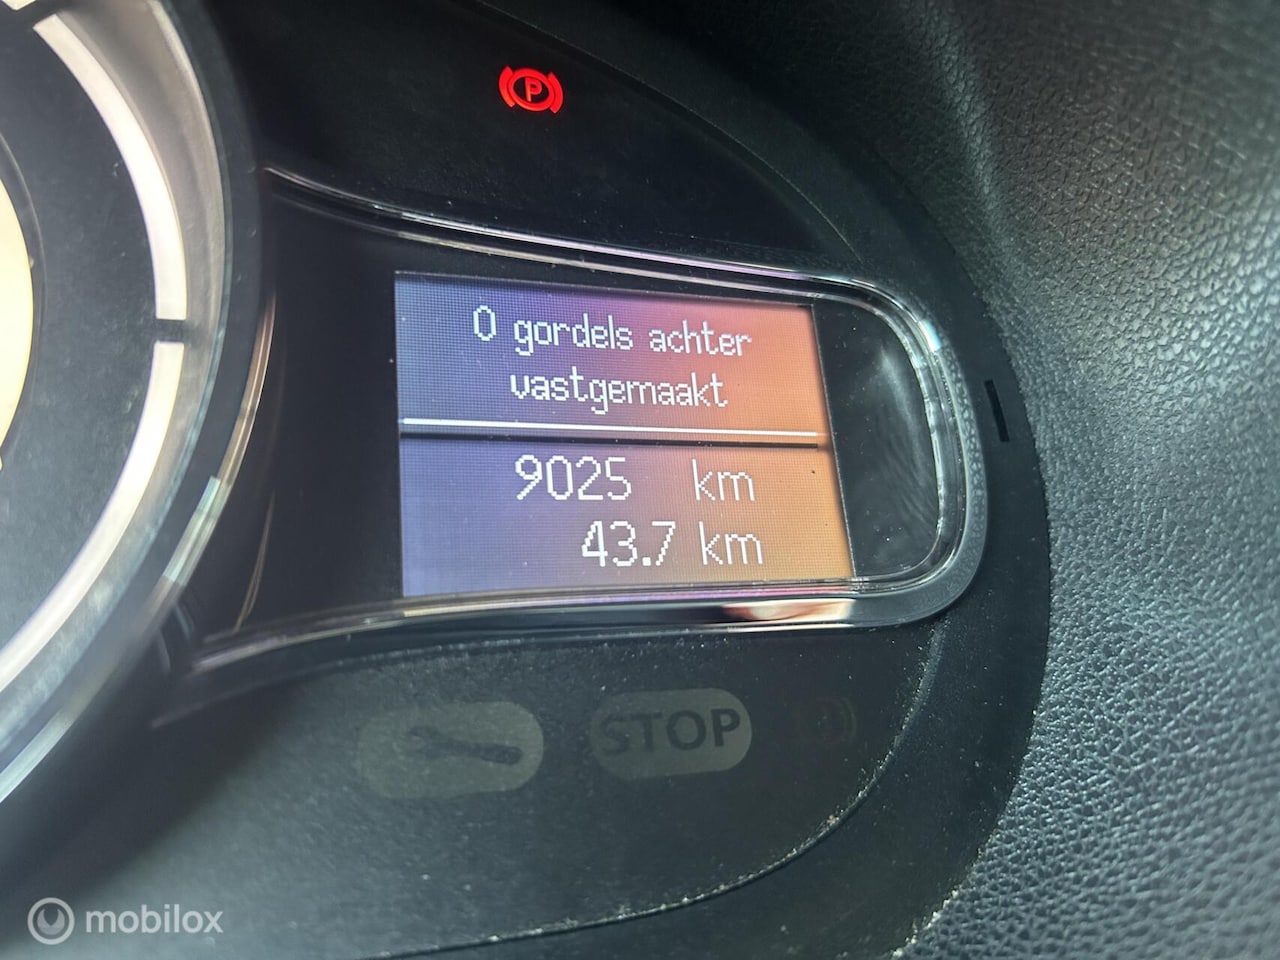 P
0 gordels achter
vastgemaakt
9025 km
43.7 km
STOP
mobilox